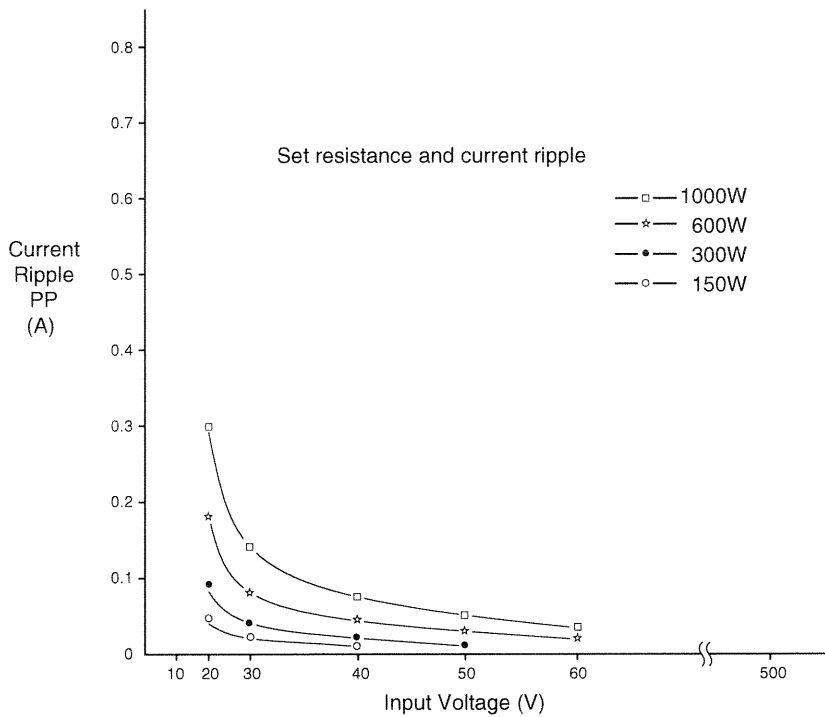 0.8
0.7
Set resistance and current ripple
0.6
1000W
600W
Current
Ripple
PP
(A)
0.5
300W
150W
0.4
0.3
0.2
0.1
0
10 20 30 40 50 60 500
Input Voltage (V)